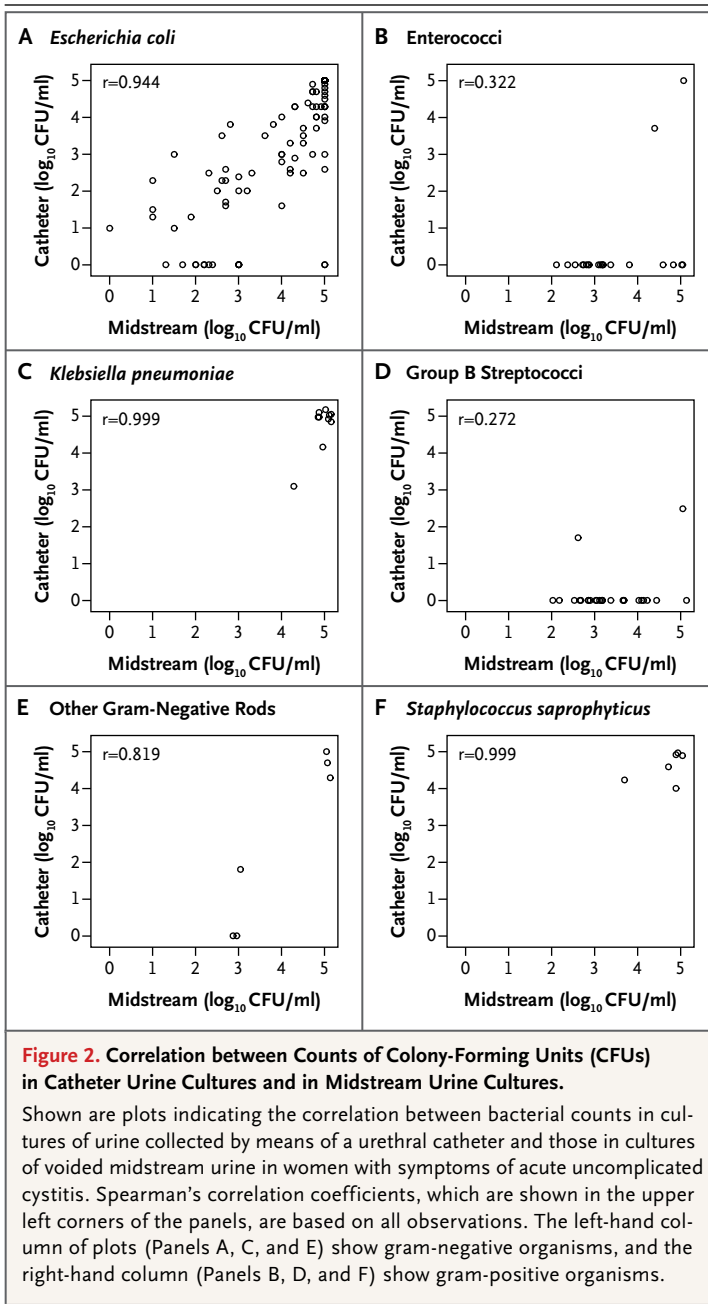 A Escherichia coli
r=0.944
Catheter (log10 CFU/ml)
5
4
3
2
1
0
0 1 2 3 4 5
Midstream (log10 CFU/ml)
B Enterococci
r=0.322
Catheter (log10 CFU/ml)
5
4
3
2
1
0
0 1 2 3 4 5
Midstream (log10 CFU/ml)
C Klebsiella pneumoniae
r=0.999
Catheter (log10 CFU/ml)
5
4
3
2
1
0
0 1 2 3 4 5
Midstream (log10 CFU/ml)
D Group B Streptococci
r=0.272
Catheter (log10 CFU/ml)
5
4
3
2
1
0
0 1 2 3 4 5
Midstream (log10 CFU/ml)
E Other Gram-Negative Rods
r=0.819
Catheter (log10 CFU/ml)
5
4
3
2
1
0
0 1 2 3 4 5
Midstream (log10 CFU/ml)
F Staphylococcus saprophyticus
r=0.999
Catheter (log10 CFU/ml)
5
4
3
2
1
0
0 1 2 3 4 5
Midstream (log10 CFU/ml)
Figure 2. Correlation between Counts of Colony-Forming Units (CFUs)
in Catheter Urine Cultures and in Midstream Urine Cultures.
Shown are plots indicating the correlation between bacterial counts in cul-
tures of urine collected by means of a urethral catheter and those in cultures
of voided midstream urine in women with symptoms of acute uncomplicated
cystitis. Spearman's correlation coefficients, which are shown in the upper
left corners of the panels, are based on all observations. The left-hand col-
umn of plots (Panels A, C, and E) show gram-negative organisms, and the
right-hand column (Panels B, D, and F) show gram-positive organisms.